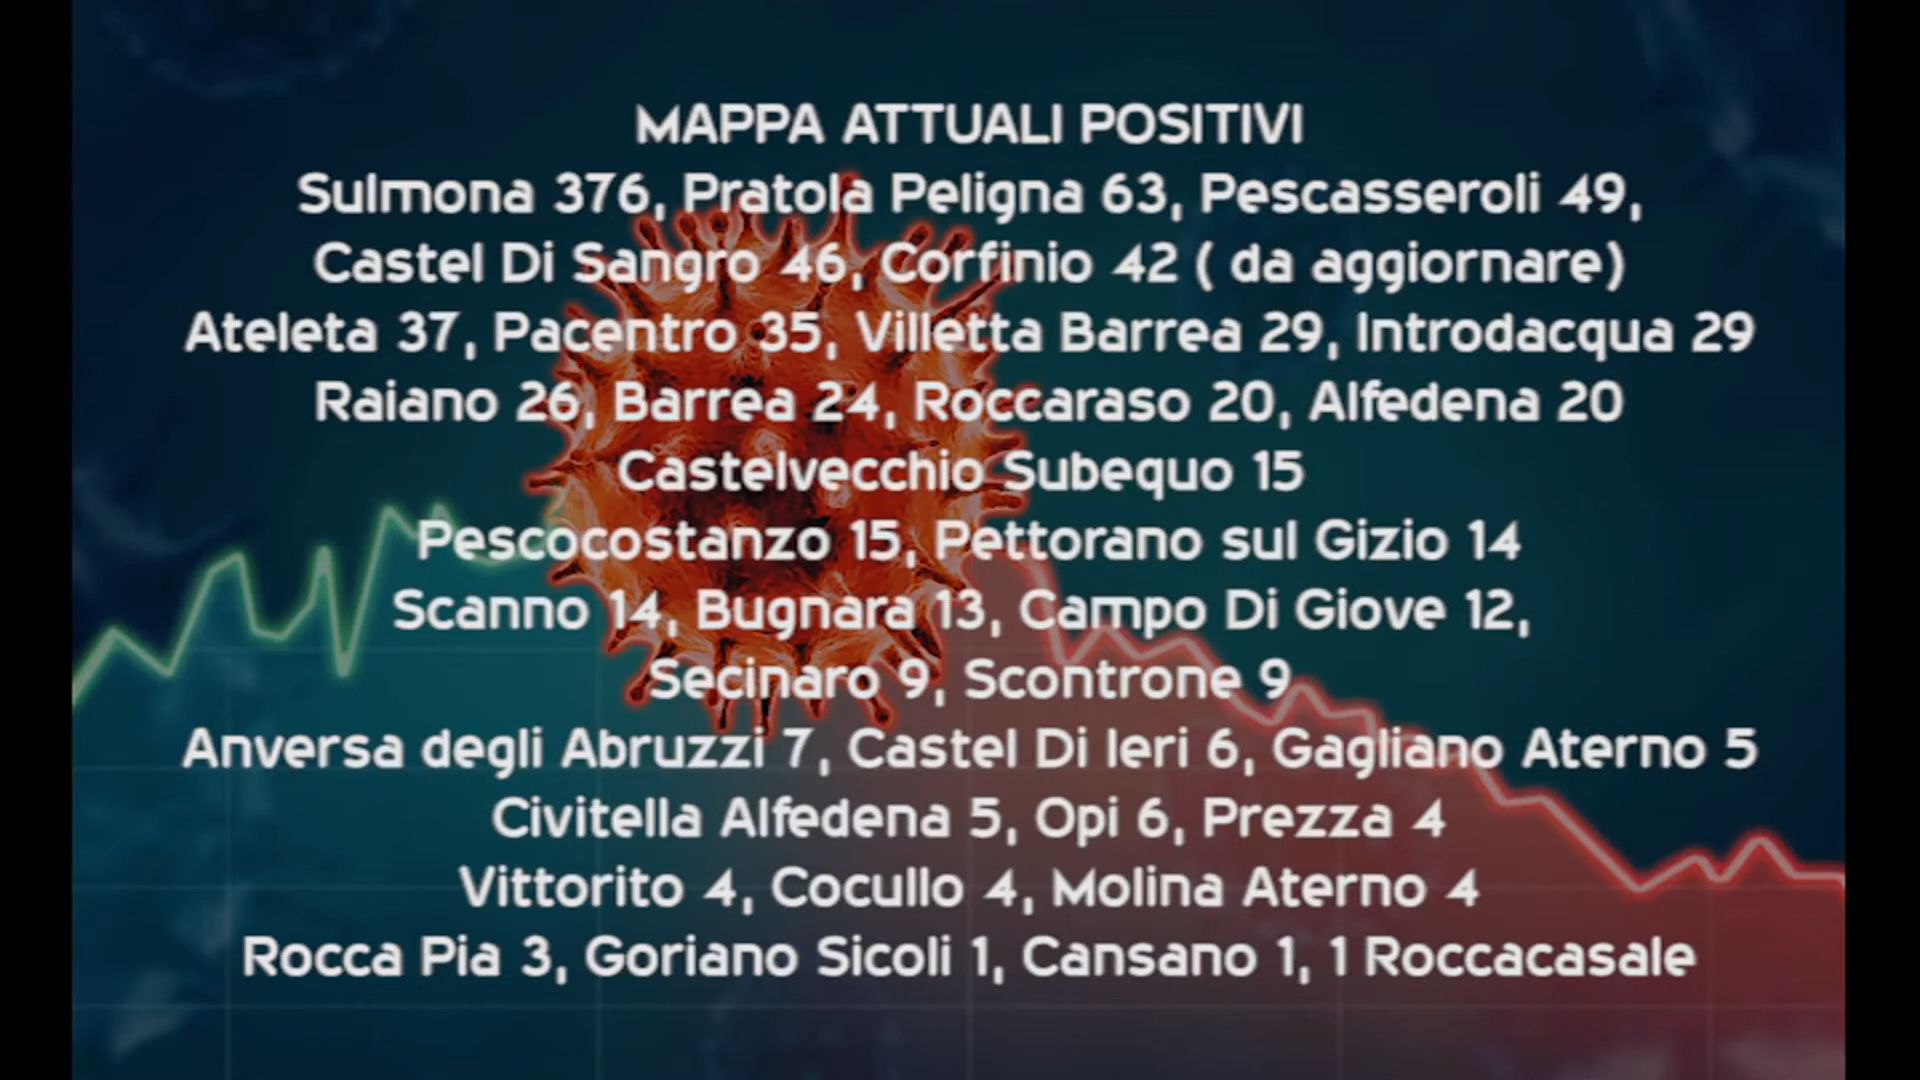 MAPPA ATTUALI POSITIVI
Sulmona 376, Pratola Peligna 63, Pescasseroli 49,
Castel Di Sangro 46, Corfinio 42 ( da aggiornare)
Ateleta 37, Pacentro 35, Villetta Barrea 29, Introdacqua 29
Raiano 26, Barrea 24, Roccaraso 20, Alfedena 20
Castelvecchio Subequo 15
Pescocostanzo 15, Pettorano sul Gizio 14
Scanno 14, Bugnara 13, Campo Di Giove 12,
Secinaro 9, Scontrone 9
Anversa degli Abruzzi 7, Castel Di Ieri 6, Gagliano Aterno 5
Civitella Alfedena 5, Opi 6, Prezza 4
Vittorito 4, Cocullo 4, Molina Aterno 4
Rocca Pia 3, Goriano Sicoli 1, Cansano 1, 1 Roccacasale